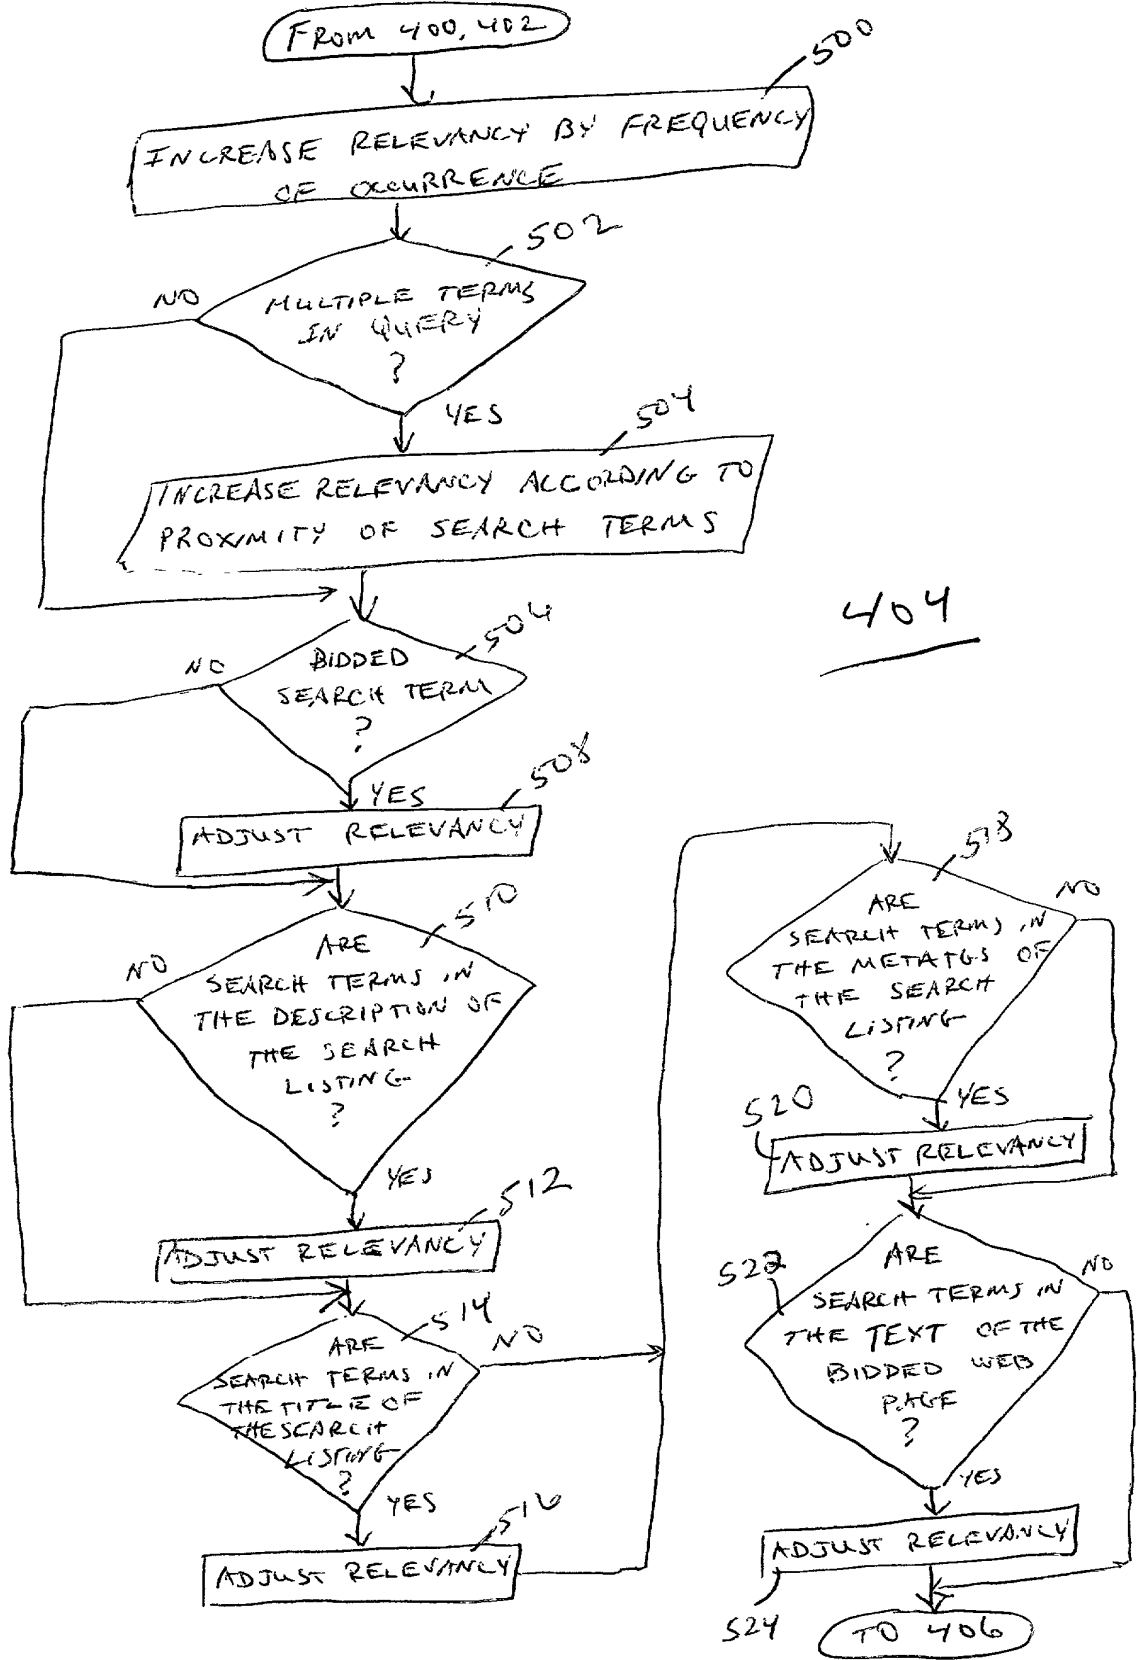 FROM 400, 402
500
INCREASE RELEVANCY BY FREQUENCY
OF OCCURRENCE
502
NO
MULTIPLE TERMS
IN QUERY
?
YES
504
INCREASE RELEVANCY ACCORDING TO
PROXIMITY OF SEARCH TERMS
404
NO
BIDDED
SEARCH TERM
?
YES
508
ADJUST RELEVANCY
510
NO
ARE
SEARCH TERMS IN
THE DESCRIPTION OF
THE SEARCH
LISTING
?
YES
512
ADJUST RELEVANCY
514
NO
ARE
SEARCH TERMS IN
THE TITLE OF
THE SEARCH
LISTING
?
YES
516
ADJUST RELEVANCY
518
NO
ARE
SEARCH TERMS IN
THE METATGS OF
THE SEARCH
LISTING
?
YES
520
ADJUST RELEVANCY
522
NO
ARE
SEARCH TERMS IN
THE TEXT OF THE
BIDDED WEB
PAGE
?
YES
ADJUST RELEVANCY
524
TO 406